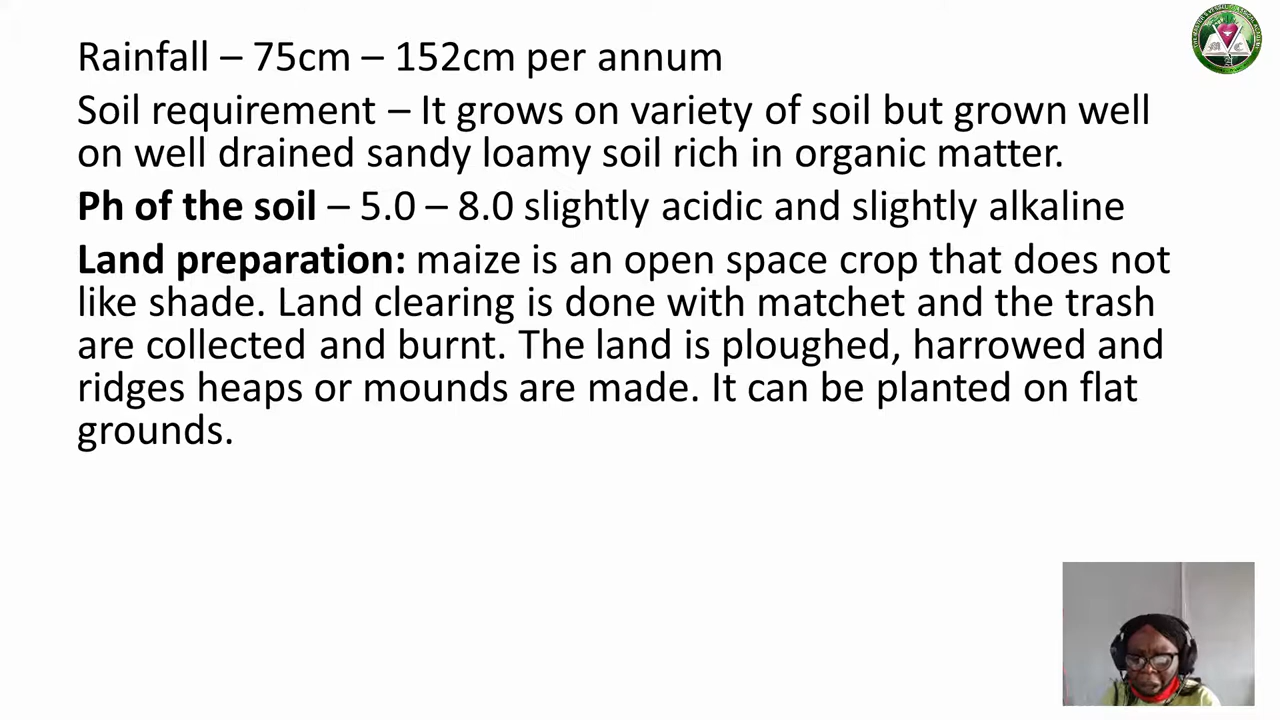 Rainfall – 75cm – 152cm per annum
Soil requirement – It grows on variety of soil but grown well
on well drained sandy loamy soil rich in organic matter.
Ph of the soil – 5.0 – 8.0 slightly acidic and slightly alkaline
Land preparation: maize is an open space crop that does not
like shade. Land clearing is done with matchet and the trash
are collected and burnt. The land is ploughed, harrowed and
ridges heaps or mounds are made. It can be planted on flat
grounds.